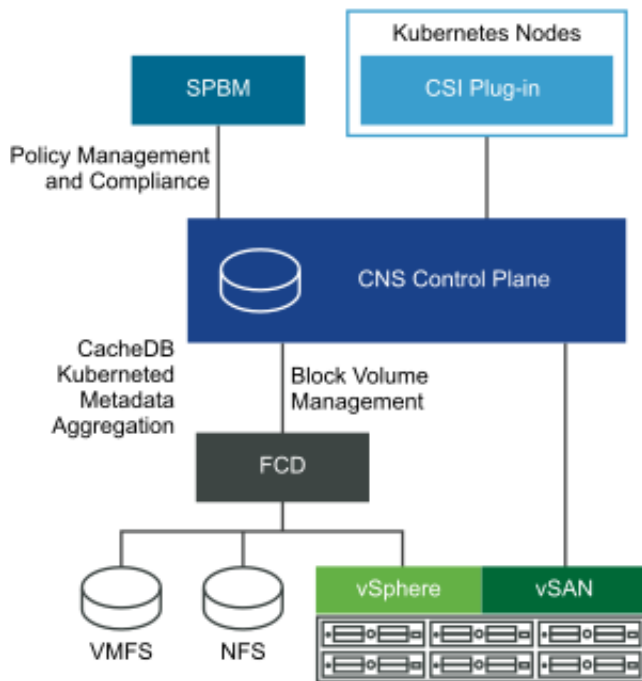 Kubernetes Nodes
SPBM
CSI Plug-in
Policy Management
and Compliance
CNS Control Plane
CacheDB
Kuberneted
Metadata
Aggregation
Block Volume
Management
FCD
vSphere
vSAN
VMFS
NFS